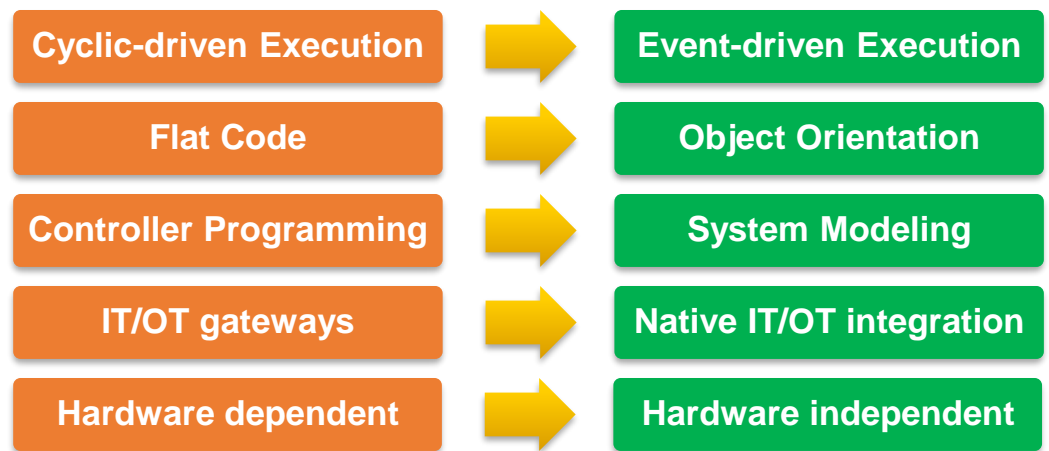 Cyclic-driven Execution
Event-driven Execution
Flat Code
Object Orientation
Controller Programming
System Modeling
IT/OT gateways
Native IT/OT integration
Hardware dependent
Hardware independent